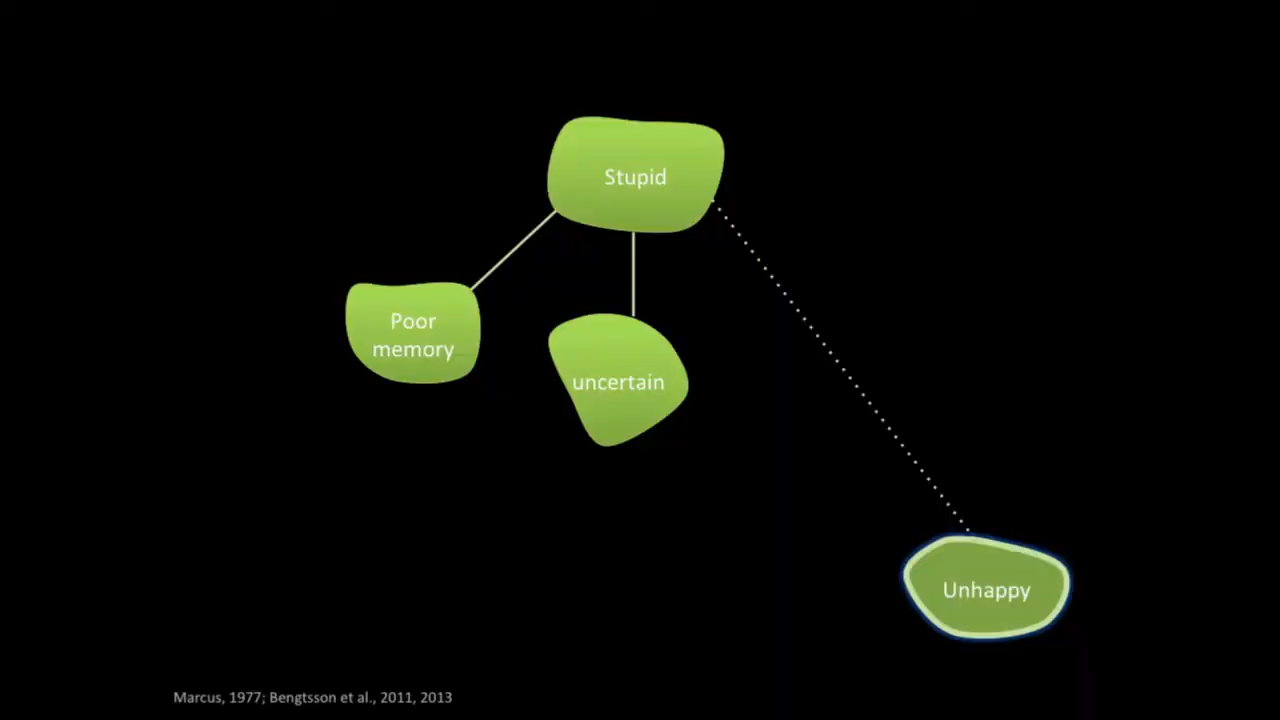 Stupid
Poor
memory
uncertain
Unhappy
Marcus, 1977; Bengtsson et al., 2011, 2013